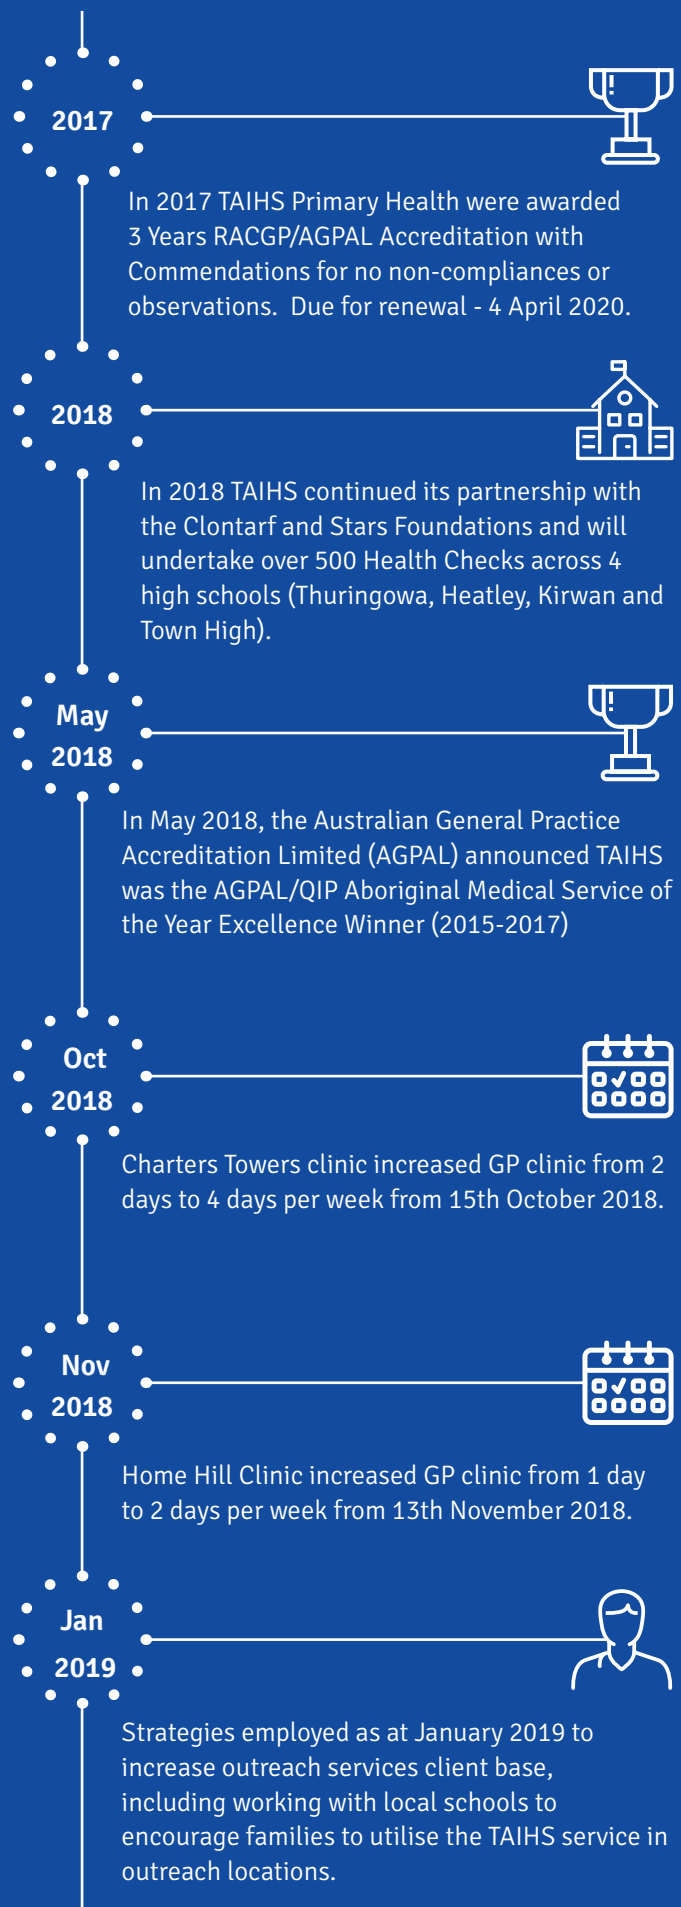 2017
In 2017 TAIHS Primary Health were awarded
3 Years RACGP/AGPAL Accreditation with
Commendations for no non-compliances or
observations.  Due for renewal - 4 April 2020.
2018
In 2018 TAIHS continued its partnership with
the Clontarf and Stars Foundations and will
undertake over 500 Health Checks across 4
high schools (Thuringowa, Heatley, Kirwan and
Town High).
May
2018
In May 2018, the Australian General Practice
Accreditation Limited (AGPAL) announced TAIHS
was the AGPAL/QIP Aboriginal Medical Service of
the Year Excellence Winner (2015-2017)
Oct
2018
Charters Towers clinic increased GP clinic from 2
days to 4 days per week from 15th October 2018.
Nov
2018
Home Hill Clinic increased GP clinic from 1 day
to 2 days per week from 13th November 2018.
Jan
2019
Strategies employed as at January 2019 to
increase outreach services client base,
including working with local schools to
encourage families to utilise the TAIHS service in
outreach locations.